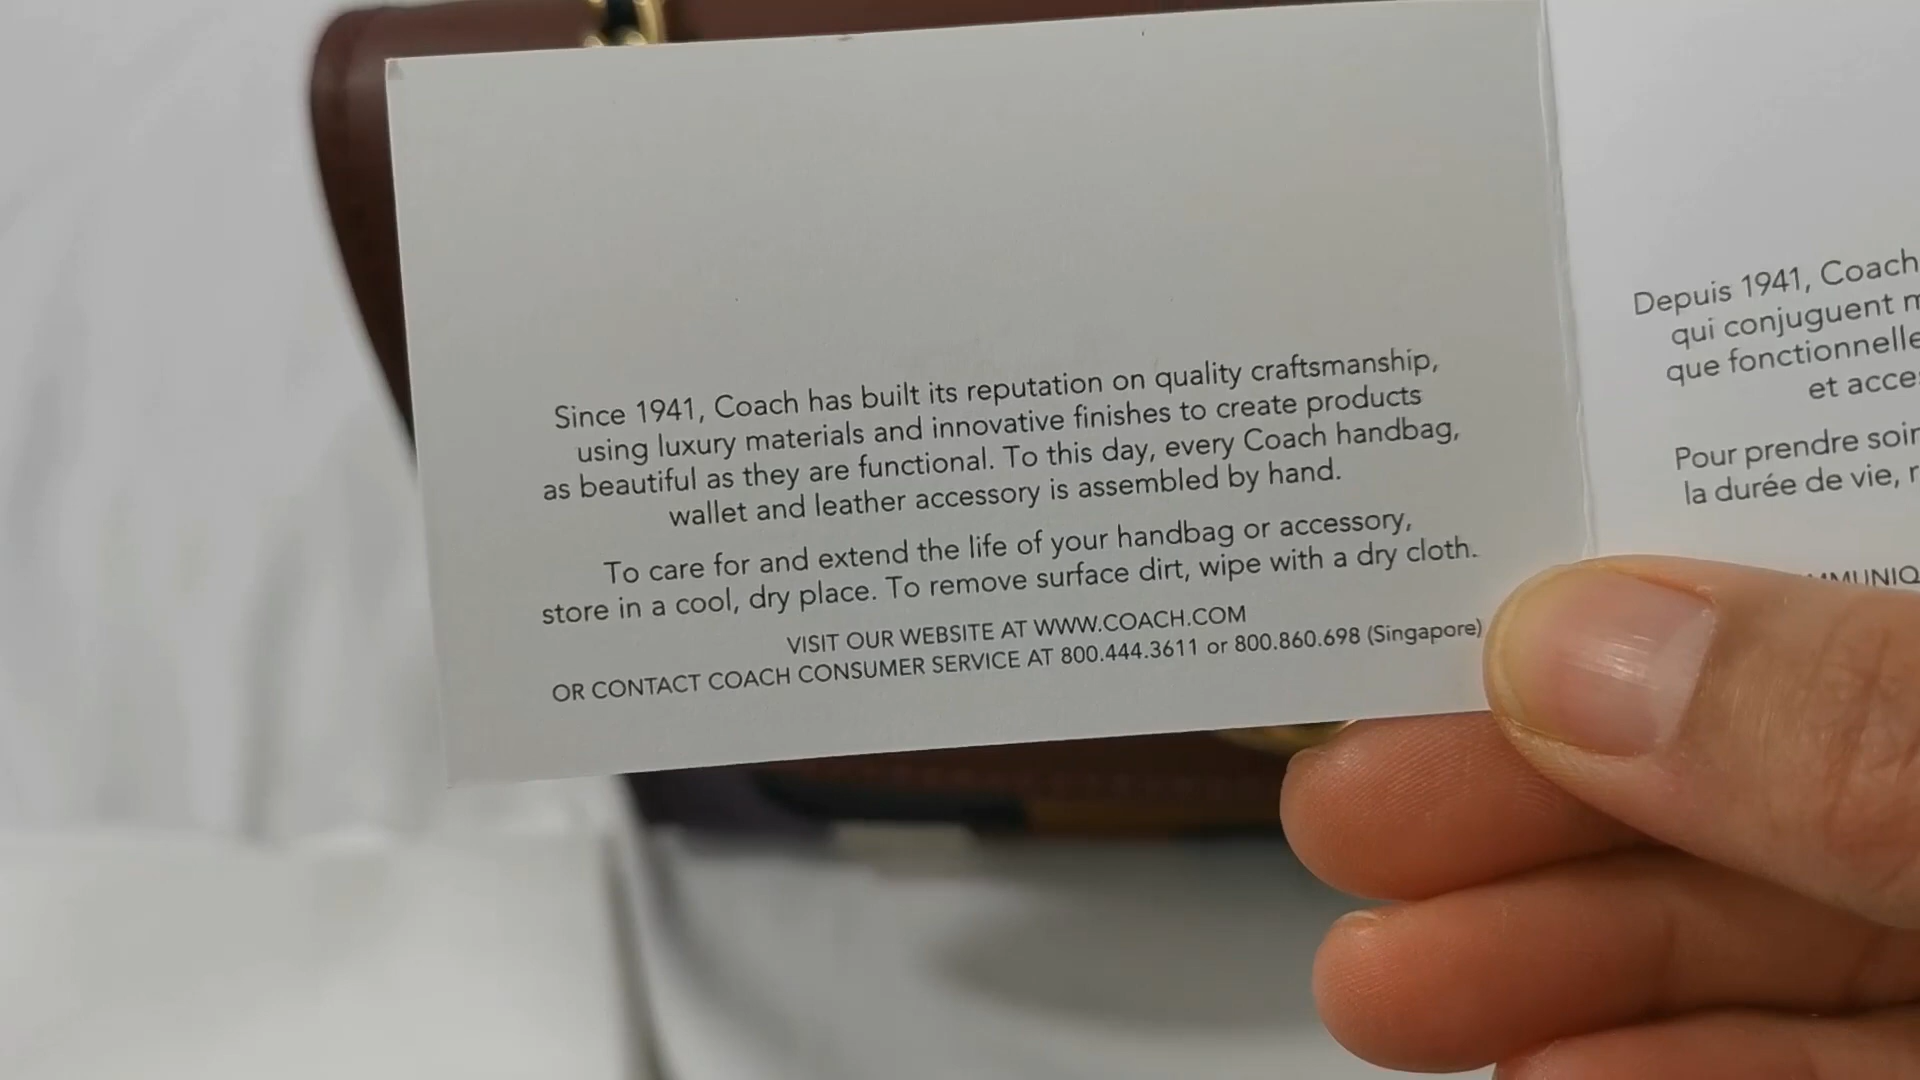 Since 1941, Coach has built its reputation on quality craftsmanship,
using luxury materials and innovative finishes to create products
as beautiful as they are functional. To this day, every Coach handbag,
wallet and leather accessory is assembled by hand.
To care for and extend the life of your handbag or accessory,
store in a cool, dry place. To remove surface dirt, wipe with a dry cloth.
VISIT OUR WEBSITE AT WWW.COACH.COM
OR CONTACT COACH CONSUMER SERVICE AT 800.444.3611 or 800.860.698 (Singapore)
Depuis 1941, Coach
qui conjuguent
que fonctionnelle
et
Pour prendre soin
la durée de vie,